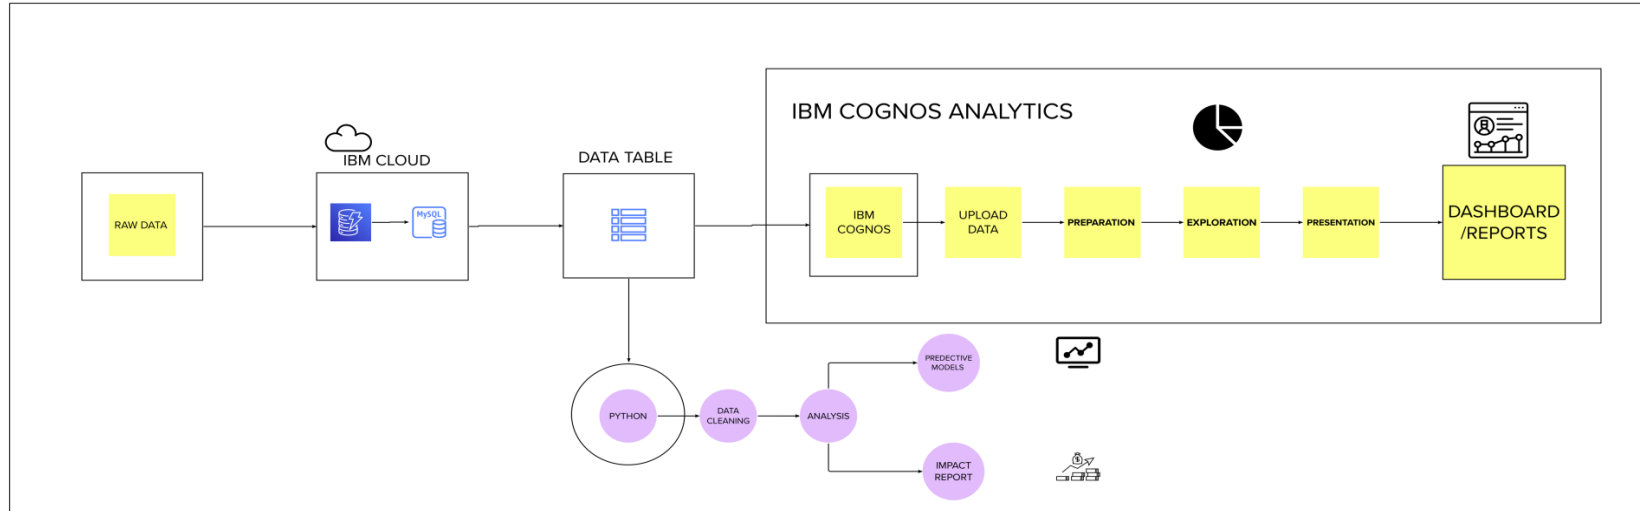 IBM COGNOS ANALYTICS
IBM CLOUD
DATA TABLE
RAW DATA
MySQL
IBM
COGNOS
UPLOAD
DATA
PREPARATION
EXPLORATION
PRESENTATION
DASHBOARD
/REPORTS
PREDECTIVE
MODELS
PYTHON
DATA
CLEANING
ANALYSIS
IMPACT
REPORT
$